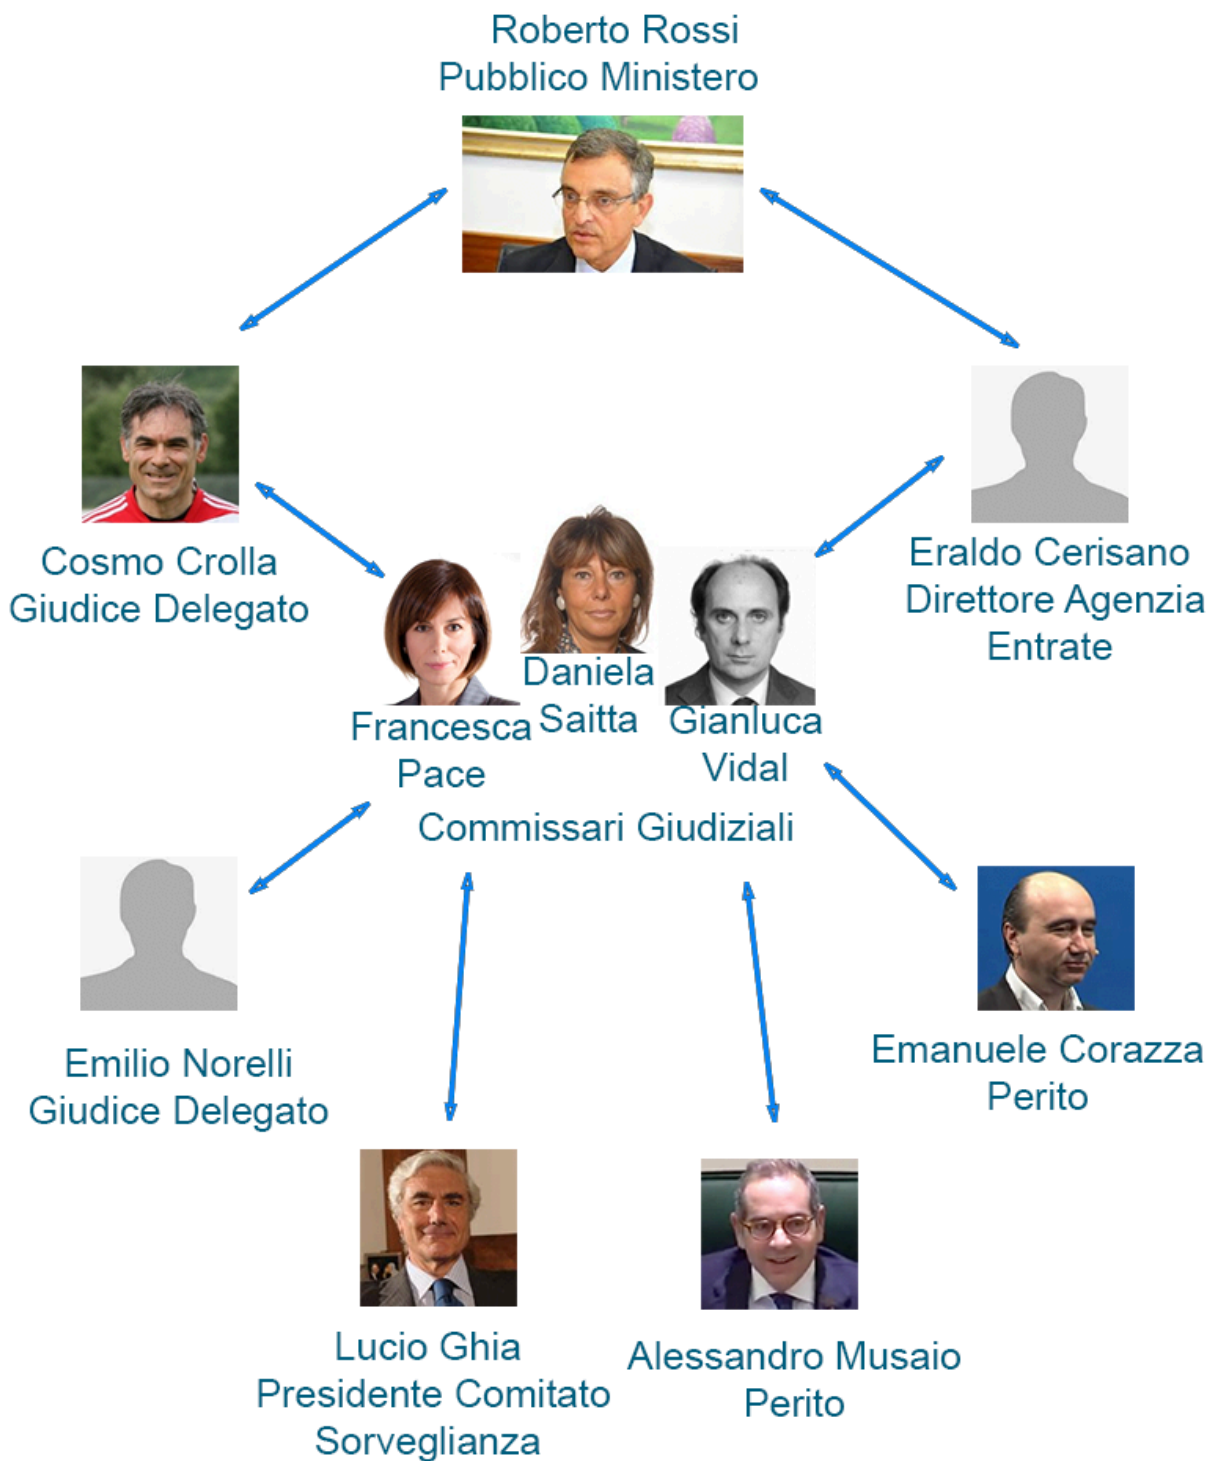 Roberto Rossi
Pubblico Ministero
Cosmo Crolla
Giudice Delegato
Eraldo Cerisano
Direttore Agenzia
Entrate
Francesca
Pace
Daniela
Saitta
Gianluca
Vidal
Commissari Giudiziali
Emilio Norelli
Giudice Delegato
Emanuele Corazza
Perito
Lucio Ghia
Presidente Comitato
Sorveglianza
Alessandro Musaio
Perito